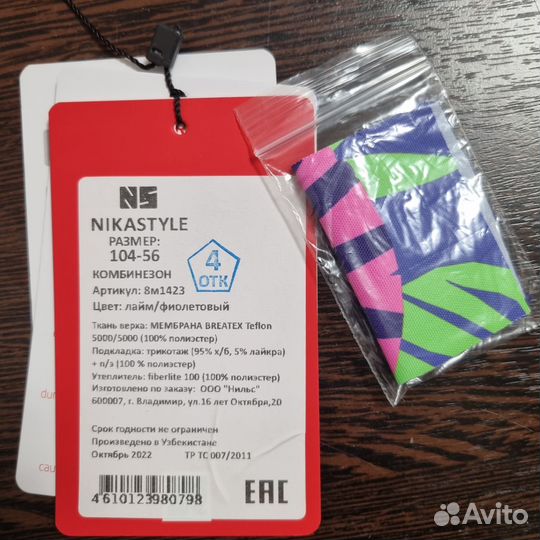 NS
NIKASTYLE
РАЗМЕР:
104-56
КОМБИНЕЗОН
Артикул: 8м1423
Цвет: лайм/фиолетовый
4
ОТК
Ткань верха: МЕМБРАНА BREATEX Teflon
5000/5000 (100% полиэстер)
Подкладка: трикотаж (95% х/б, 5% лайкра)
+ п/э (100 % полиэстер)
Утеплитель: fiberlite 100 (100% полиэстер)
Изготовлено по заказу: ООО "Нильс"
600007, г. Владимир, ул.16 лет Октября,20
Срок годности не ограничен
Произведено в Узбекистане
Октябрь 2022 ТР ТС 007/2011
4610123980798
EAC
Avito